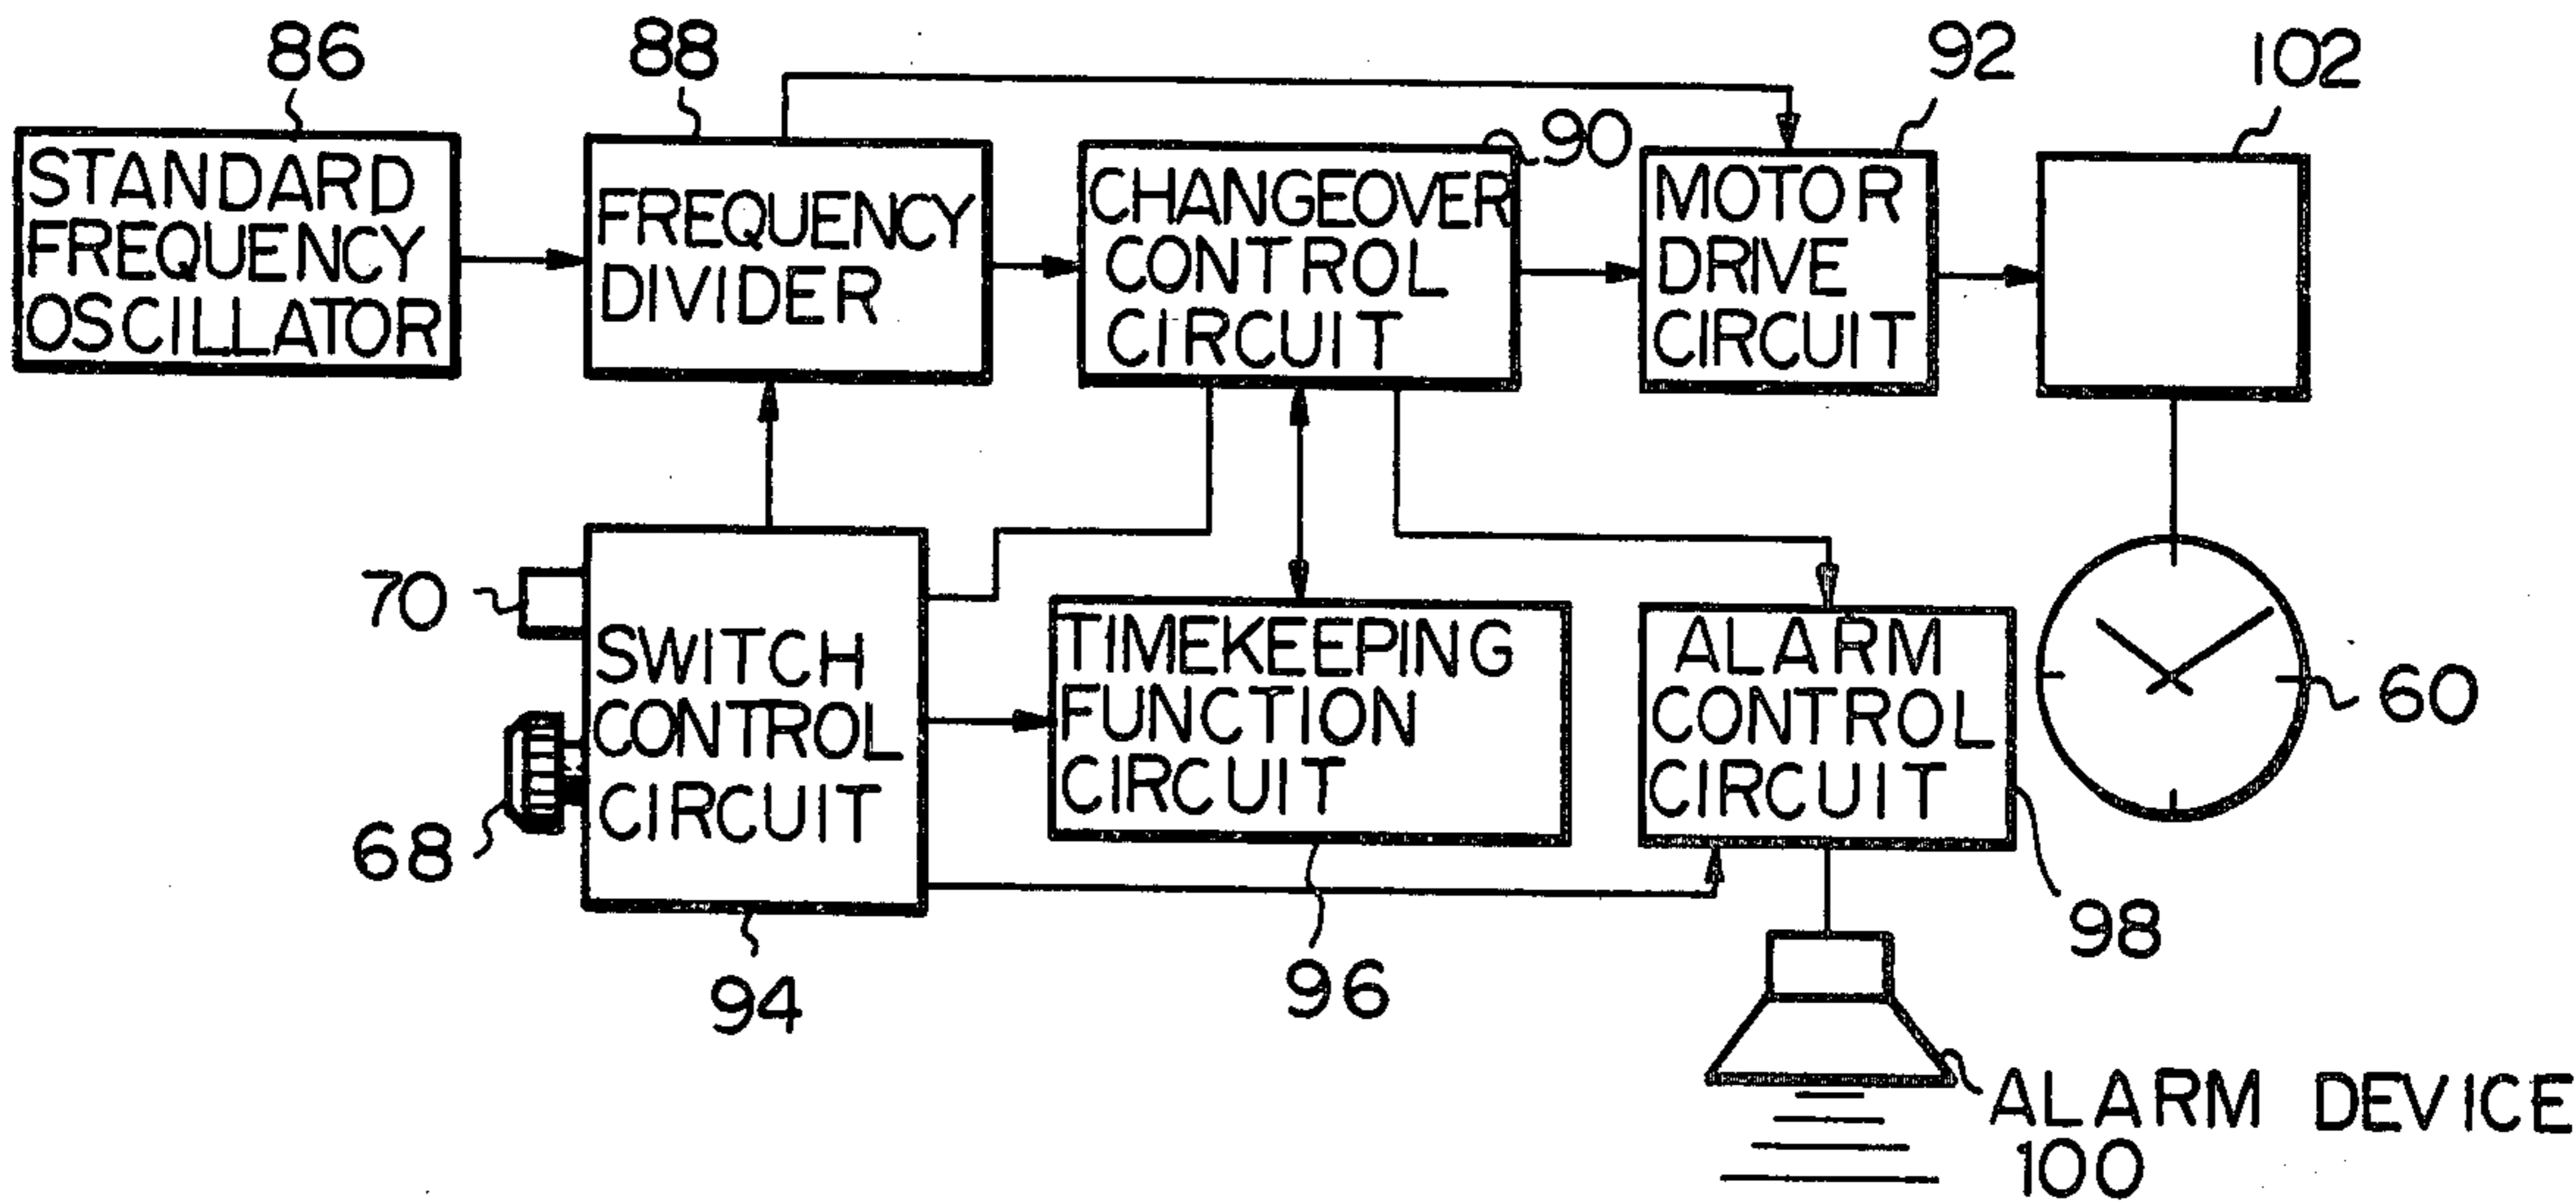 86
88
92
102
90
STANDARD
FREQUENCY
OSCILLATOR
FREQUENCY
DIVIDER
CHANGEOVER
CONTROL
CIRCUIT
MOTOR
DRIVE
CIRCUIT
70
68
SWITCH
CONTROL
CIRCUIT
TIMEKEEPING
FUNCTION
CIRCUIT
ALARM
CONTROL
CIRCUIT
60
94
96
98
ALARM DEVICE
100